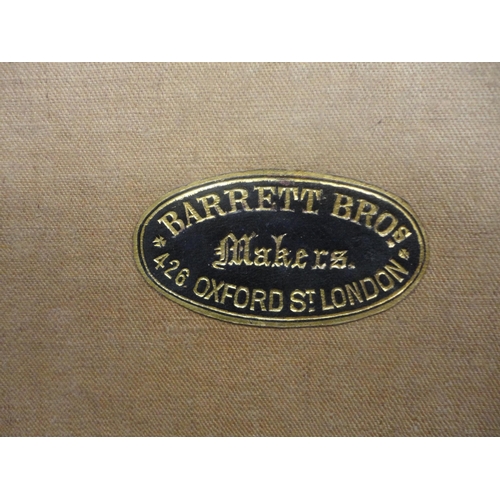 BARRETT BROS
Makers.
* 426. OXFORD ST. LONDON *